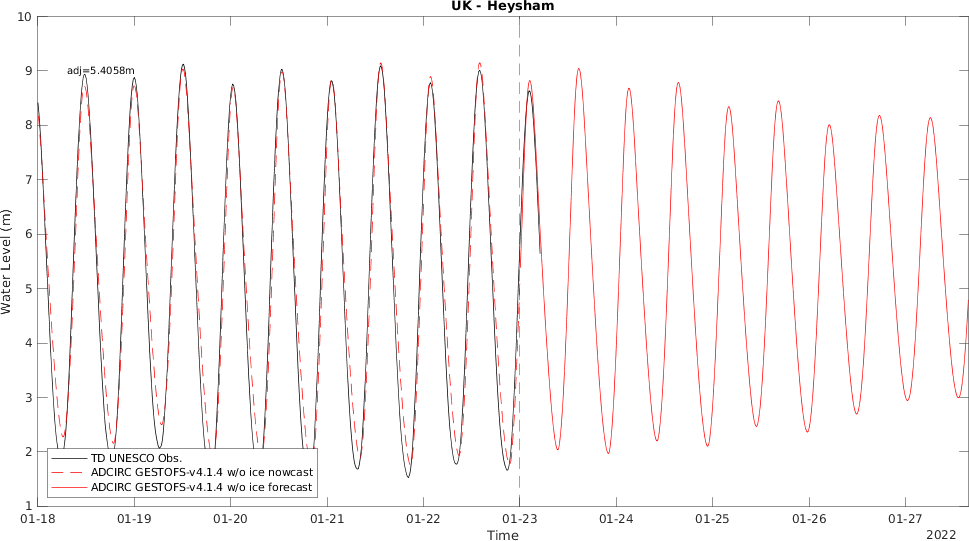 UK - Heysham
10
9
8
7
6
5
4
3
2
1
Water Level (m)
adj=5.4058m
TD UNESCO Obs.
ADCIRC GESTOFS-v4.1.4 w/o ice nowcast
ADCIRC GESTOFS-v4.1.4 w/o ice forecast
01-18 01-19 01-20 01-21 01-22 01-23 01-24 01-25 01-26 01-27
Time
2022